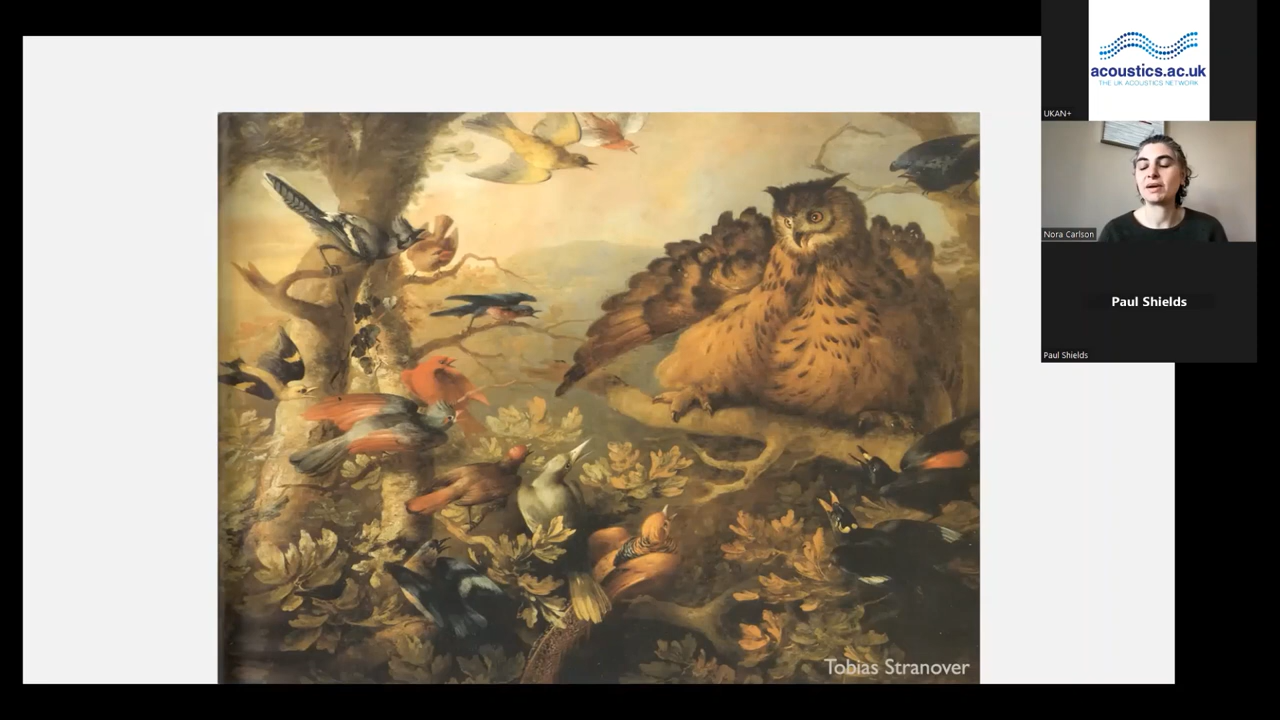 acoustics.ac.uk
THE UK ACOUSTICS NETWORK
UKAN+
Nora Carlson
Paul Shields
Paul Shields
Tobias Stranover